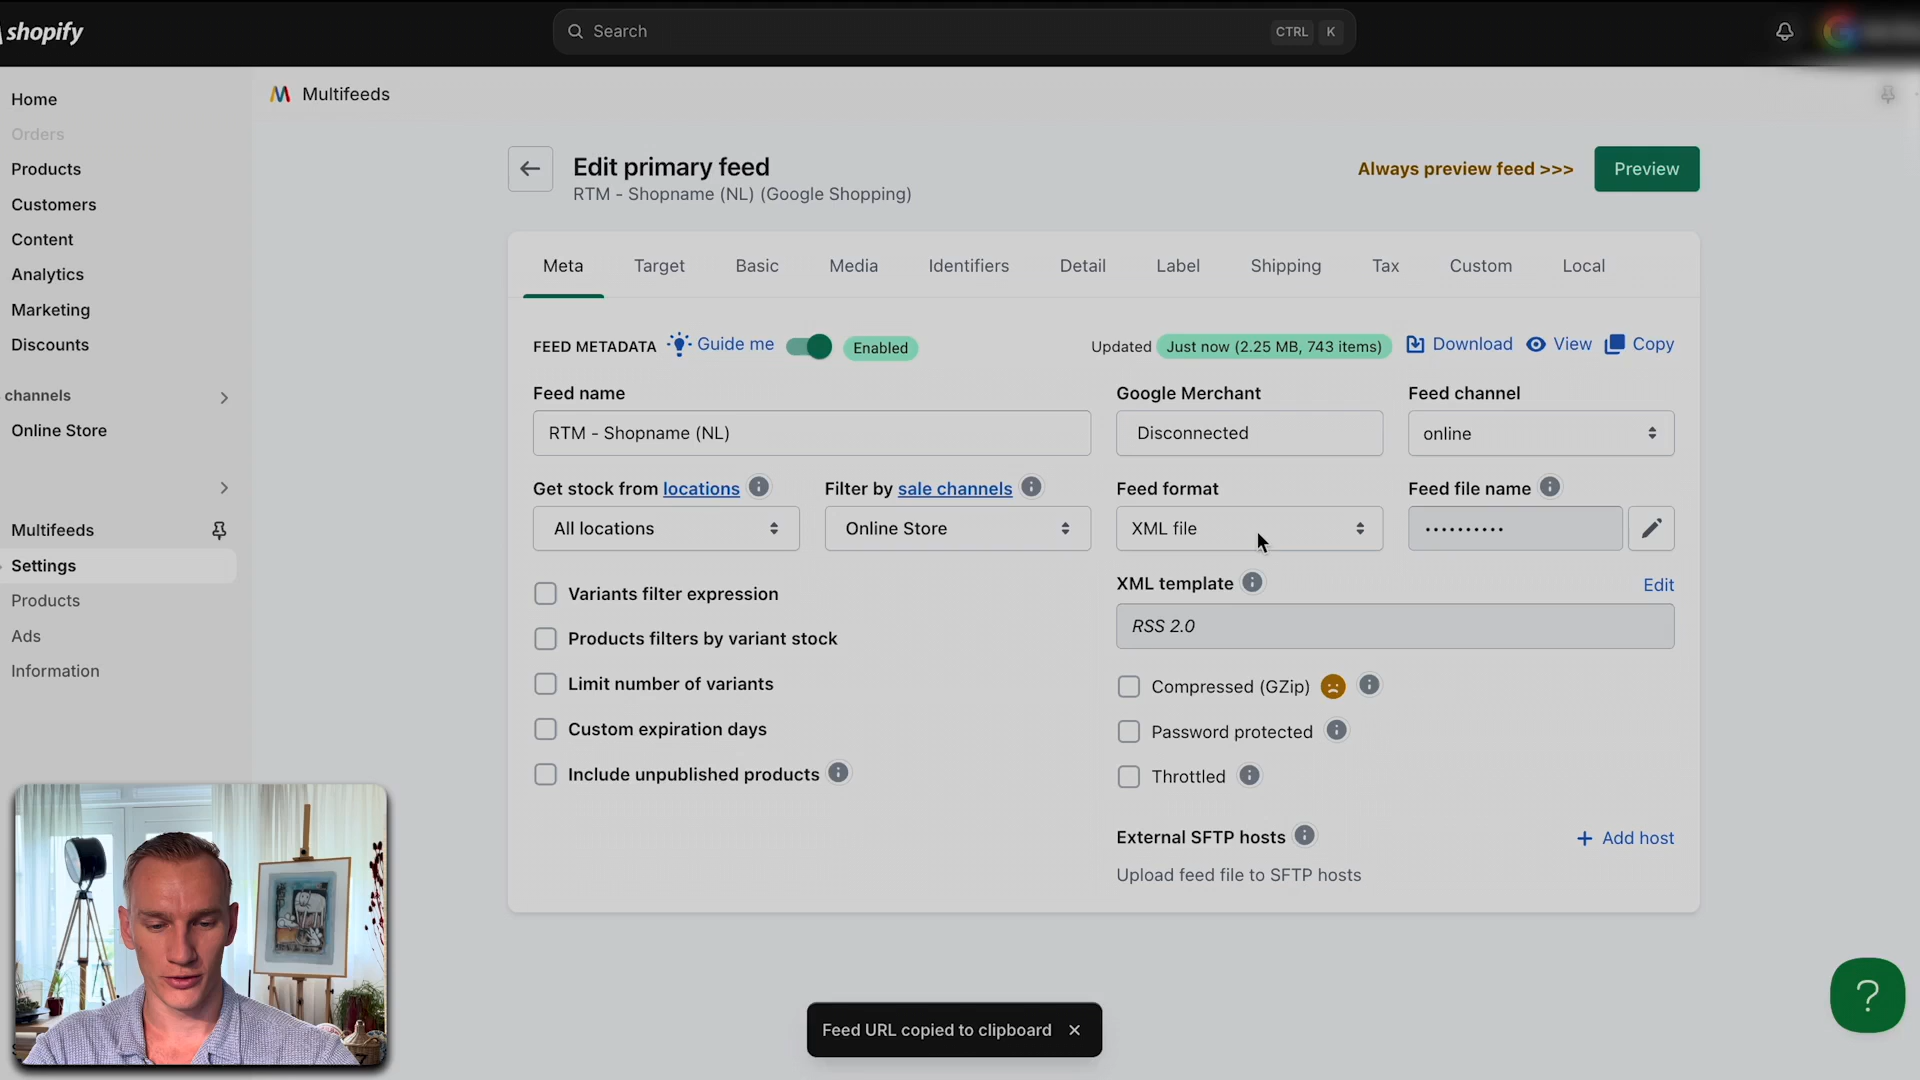 shopify
Search
CTRL K
Home
Orders
Products
Customers
Content
Analytics
Marketing
Discounts
channels
Online Store
Multifeeds
Settings
Products
Ads
Information
Multifeeds
Edit primary feed
RTM - Shopname (NL) (Google Shopping)
Always preview feed >>>
Preview
Meta Target Basic Media Identifiers Detail Label Shipping Tax Custom Local
FEED METADATA Guide me Enabled
Updated Just now (2.25 MB, 743 items) Download View Copy
Feed name
RTM - Shopname (NL)
Google Merchant
Disconnected
Feed channel
online
Get stock from locations
All locations
Filter by sale channels
Online Store
Feed format
XML file
Feed file name
••••••••••
Variants filter expression
Products filters by variant stock
Limit number of variants
Custom expiration days
Include unpublished products
XML template
Edit
RSS 2.0
Compressed (GZip)
Password protected
Throttled
External SFTP hosts
+ Add host
Upload feed file to SFTP hosts
Feed URL copied to clipboard
?